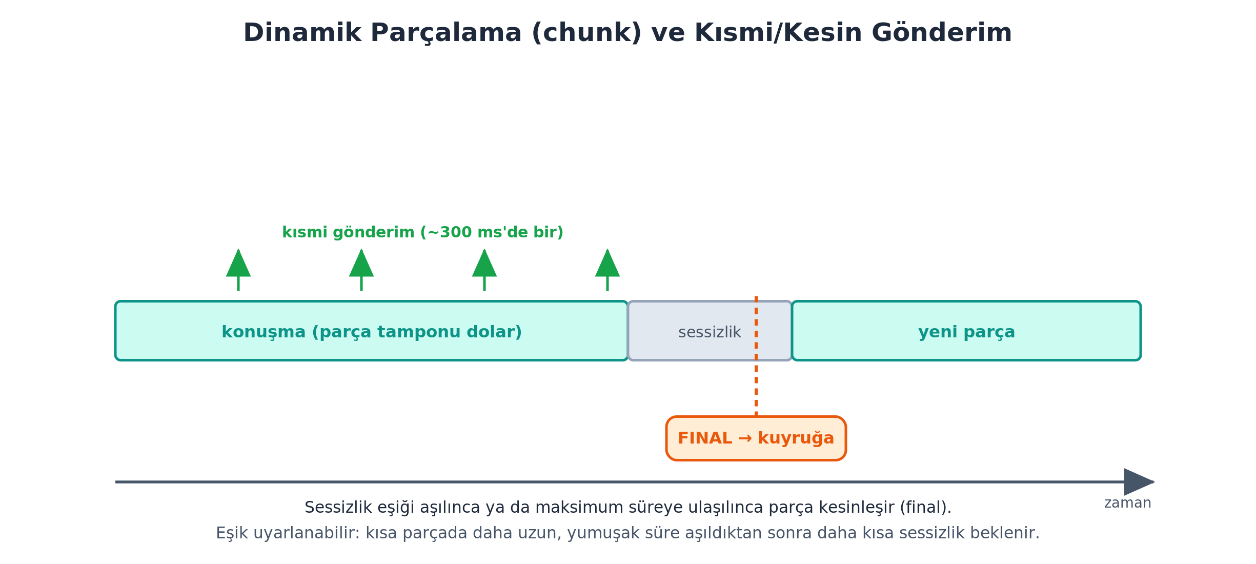 Dinamik Parçalama (chunk) ve Kısmi/Kesin Gönderim
kısmi gönderim (~300 ms'de bir)
konuşma (parça tamponu dolar)
sessizlik
yeni parça
FINAL → kuyruğa
zaman
Sessizlik eşiği aşılınca ya da maksimum süreye ulaşılınca parça kesinleşir (final).
Eşik uyarlanabilir: kısa parçada daha uzun, yumuşak süre aşıldıktan sonra daha kısa sessizlik beklenir.